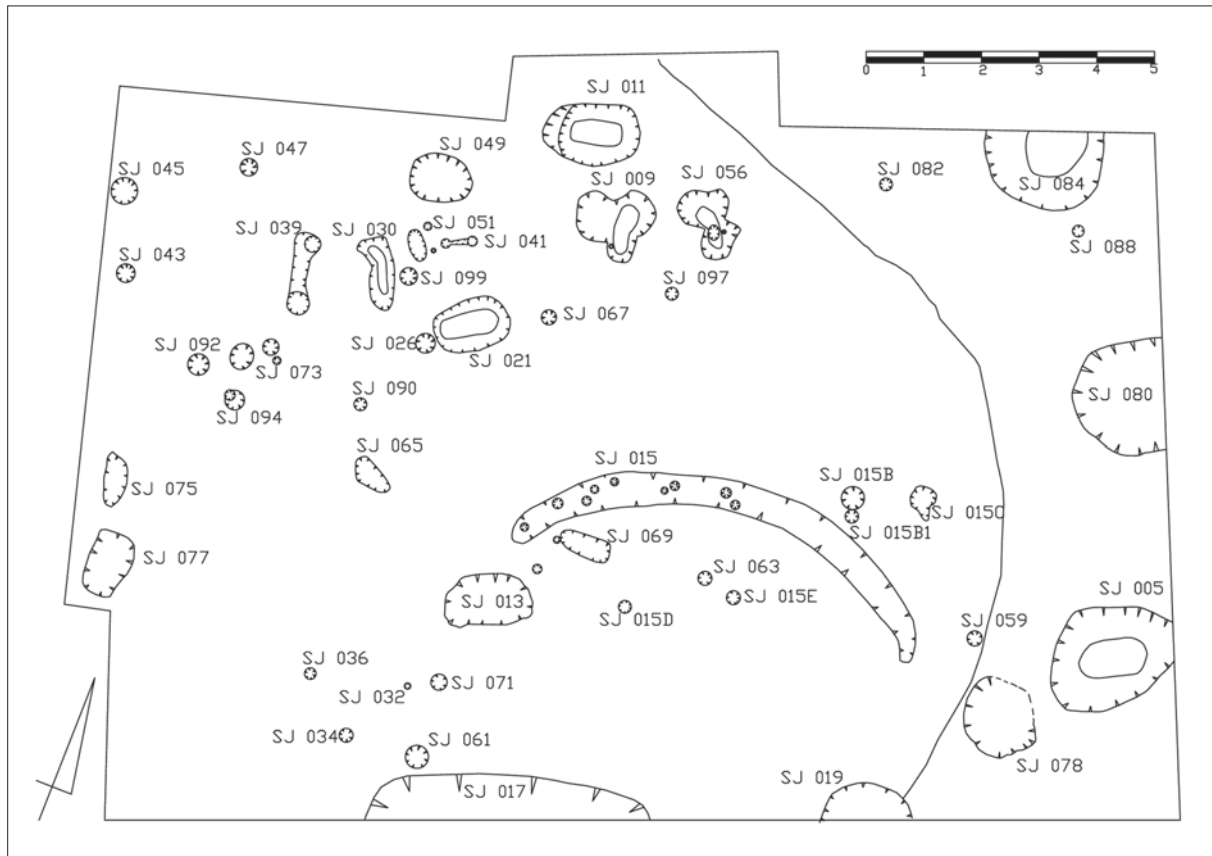 0 1 2 3 4 5
SJ 011
SJ 047
SJ 049
SJ 045
SJ 009
SJ 056
SJ 082
SJ 084
SJ 051
SJ 039
SJ 030
SJ 041
SJ 088
SJ 043
SJ 099
SJ 097
SJ 067
SJ 092
SJ 026
SJ 021
SJ 073
SJ 090
SJ 080
SJ 094
SJ 065
SJ 015
SJ 015B
SJ 075
SJ 015C
SJ 015B1
SJ 069
SJ 077
SJ 063
SJ 005
SJ 013
SJ 015E
SJ 015D
SJ 059
SJ 036
SJ 071
SJ 032
SJ 034
SJ 061
SJ 078
SJ 019
SJ 017